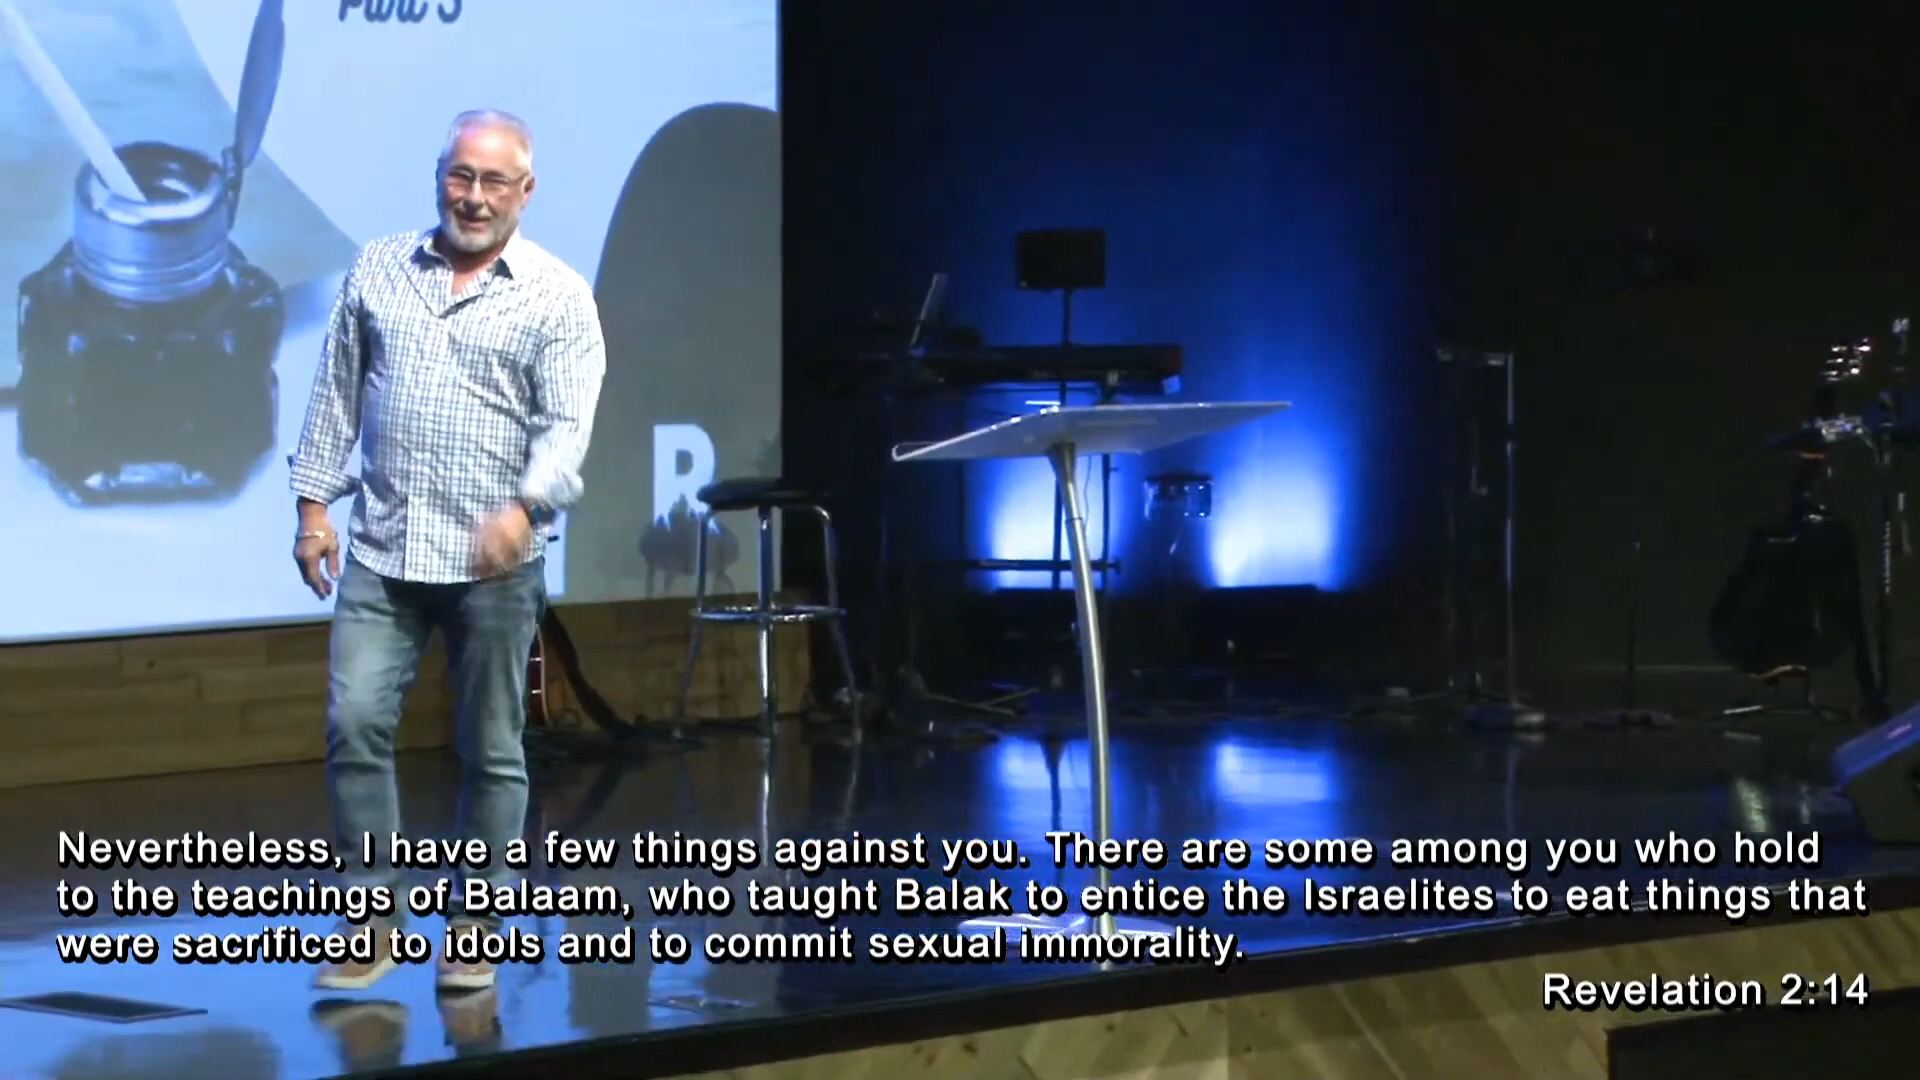 Part 3
R
Nevertheless, I have a few things against you. There are some among you who hold
to the teachings of Balaam, who taught Balak to entice the Israelites to eat things that
were sacrificed to idols and to commit sexual immorality.
Revelation 2:14